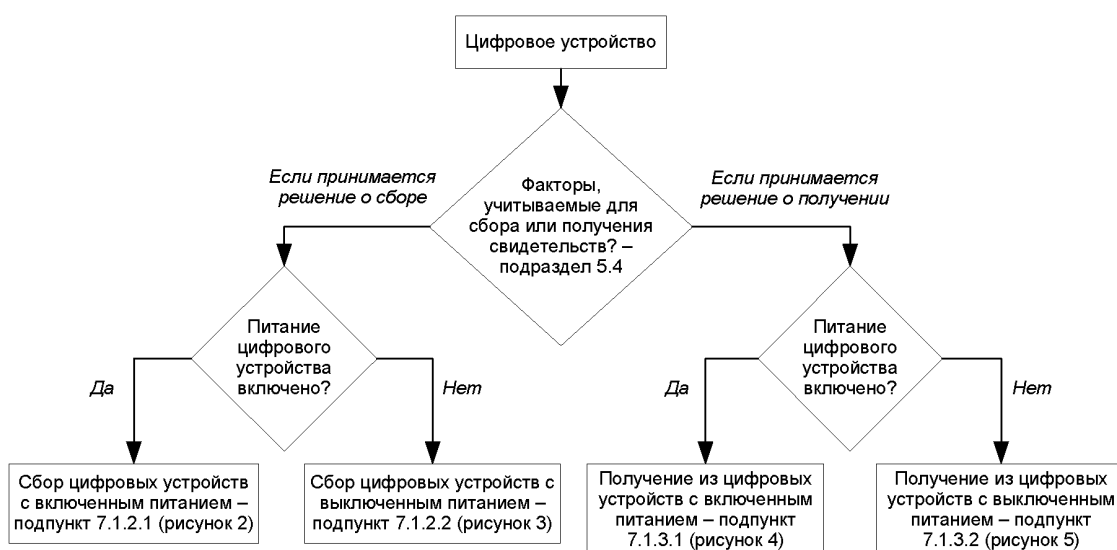 Цифровое устройство
Если принимается
решение о сборе
Факторы,
учитываемые для
сбора или получения
свидетельств? –
подраздел 5.4
Если принимается
решение о получении
Питание
цифрового
устройства
включено?
Да
Нет
Питание
цифрового
устройства
включено?
Да
Нет
Сбор цифровых устройств
с включенным питанием –
подпункт 7.1.2.1 (рисунок 2)
Сбор цифровых устройств с
выключенным питанием –
подпункт 7.1.2.2 (рисунок 3)
Получение из цифровых
устройств с включенным
питанием – подпункт
7.1.3.1 (рисунок 4)
Получение из цифровых
устройств с выключенным
питанием – подпункт
7.1.3.2 (рисунок 5)